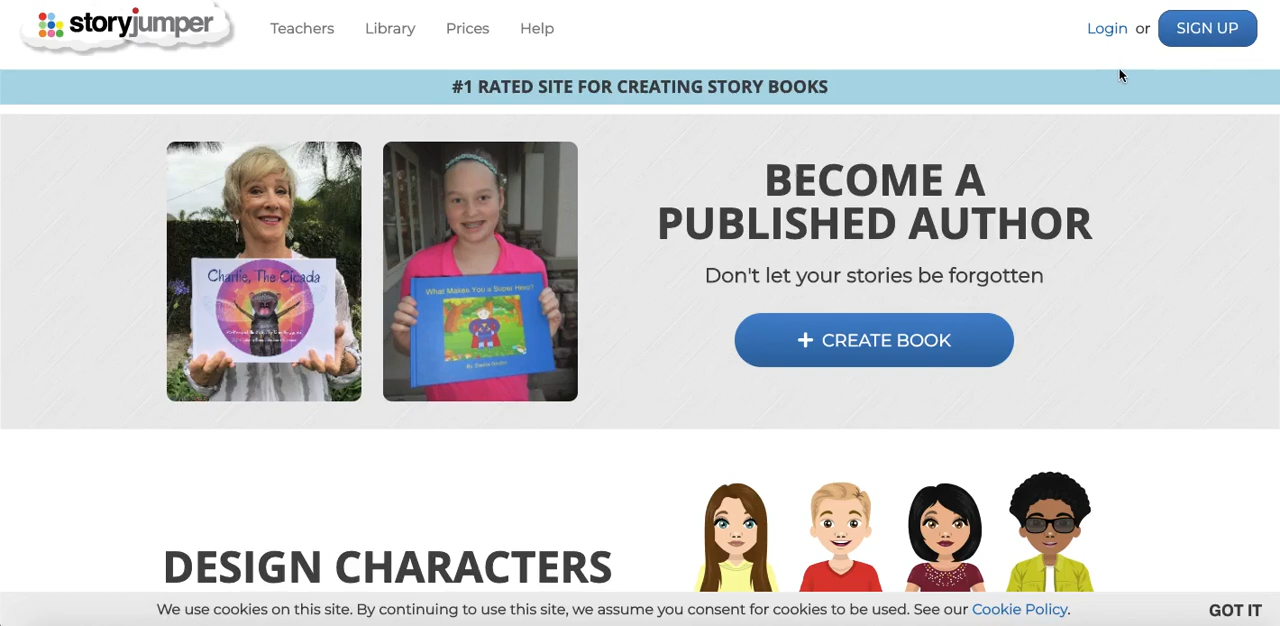 storyjumper
Teachers Library Prices Help
Login or SIGN UP
#1 RATED SITE FOR CREATING STORY BOOKS
Charlie, The Cicada
What Makes You a Super Hero?
BECOME A
PUBLISHED AUTHOR
Don't let your stories be forgotten
+ CREATE BOOK
DESIGN CHARACTERS
We use cookies on this site. By continuing to use this site, we assume you consent for cookies to be used. See our Cookie Policy.
GOT IT